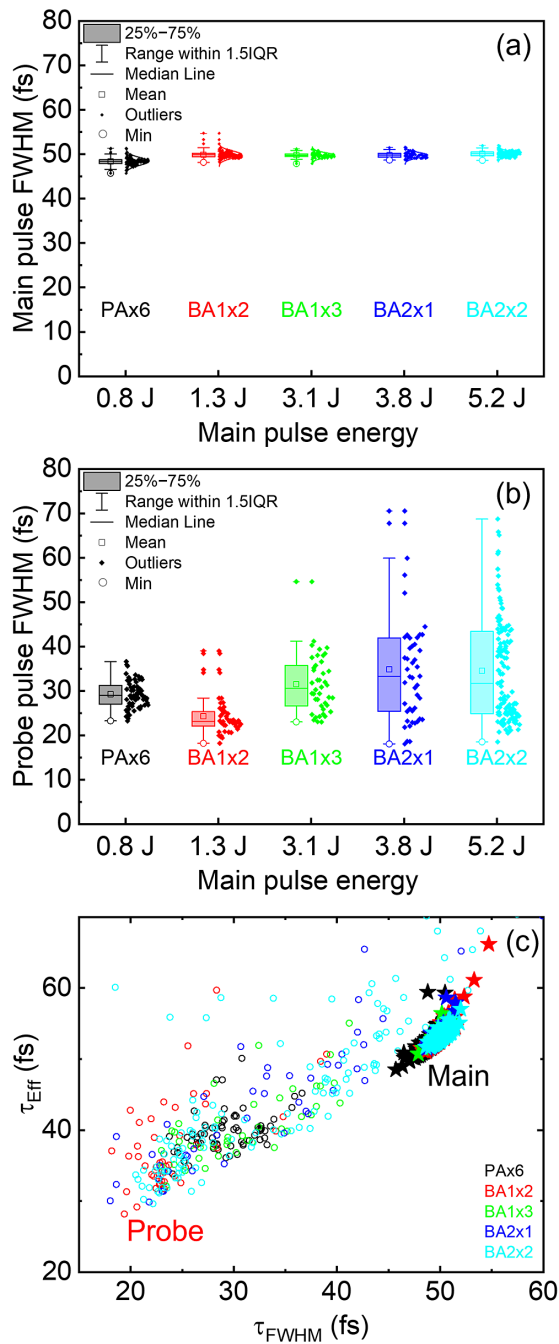 (a)
25%−75%
Range within 1.5IQR
Median Line
Mean
Outliers
Min
80
70
60
50
40
30
20
10
0
Main pulse FWHM (fs)
PAx6 BA1x2 BA1x3 BA2x1 BA2x2
0.8 J 1.3 J 3.1 J 3.8 J 5.2 J
Main pulse energy
(b)
25%−75%
Range within 1.5IQR
Median Line
Mean
Outliers
Min
80
70
60
50
40
30
20
10
0
Probe pulse FWHM (fs)
PAx6 BA1x2 BA1x3 BA2x1 BA2x2
0.8 J 1.3 J 3.1 J 3.8 J 5.2 J
Main pulse energy
(c)
60
40
20
τEff (fs)
Main
Probe
PAx6
BA1x2
BA1x3
BA2x1
BA2x2
20 30 40 50 60
τFWHM (fs)